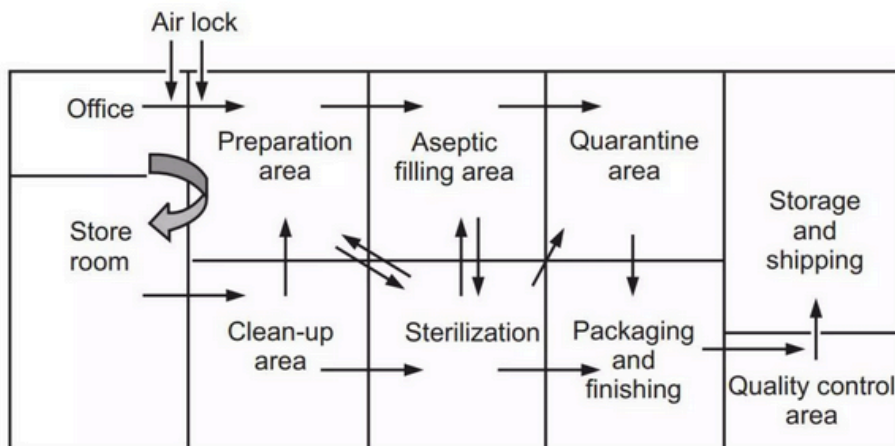 Air lock
Office
Preparation
area
Aseptic
filling area
Quarantine
area
Store
room
Storage
and
shipping
Clean-up
area
Sterilization
Packaging
and
finishing
Quality control
area